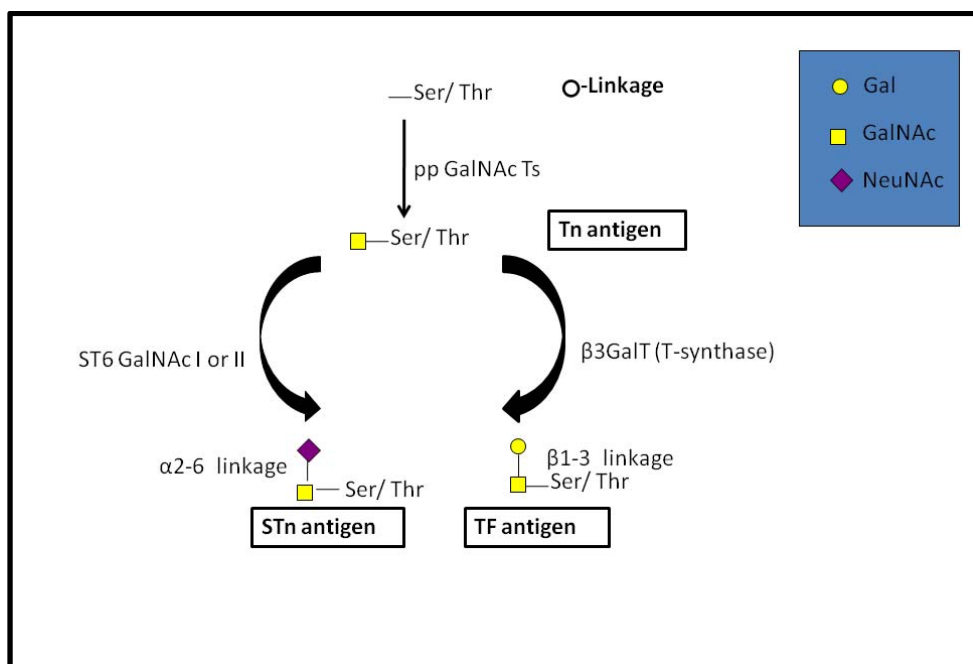 Ser/ Thr
O-Linkage
pp GalNAc Ts
Ser/ Thr
Tn antigen
ST6 GalNAc I or II
β3GalT (T-synthase)
α2-6 linkage
Ser/ Thr
STn antigen
β1-3 linkage
Ser/ Thr
TF antigen
Gal
GalNAc
NeuNAc